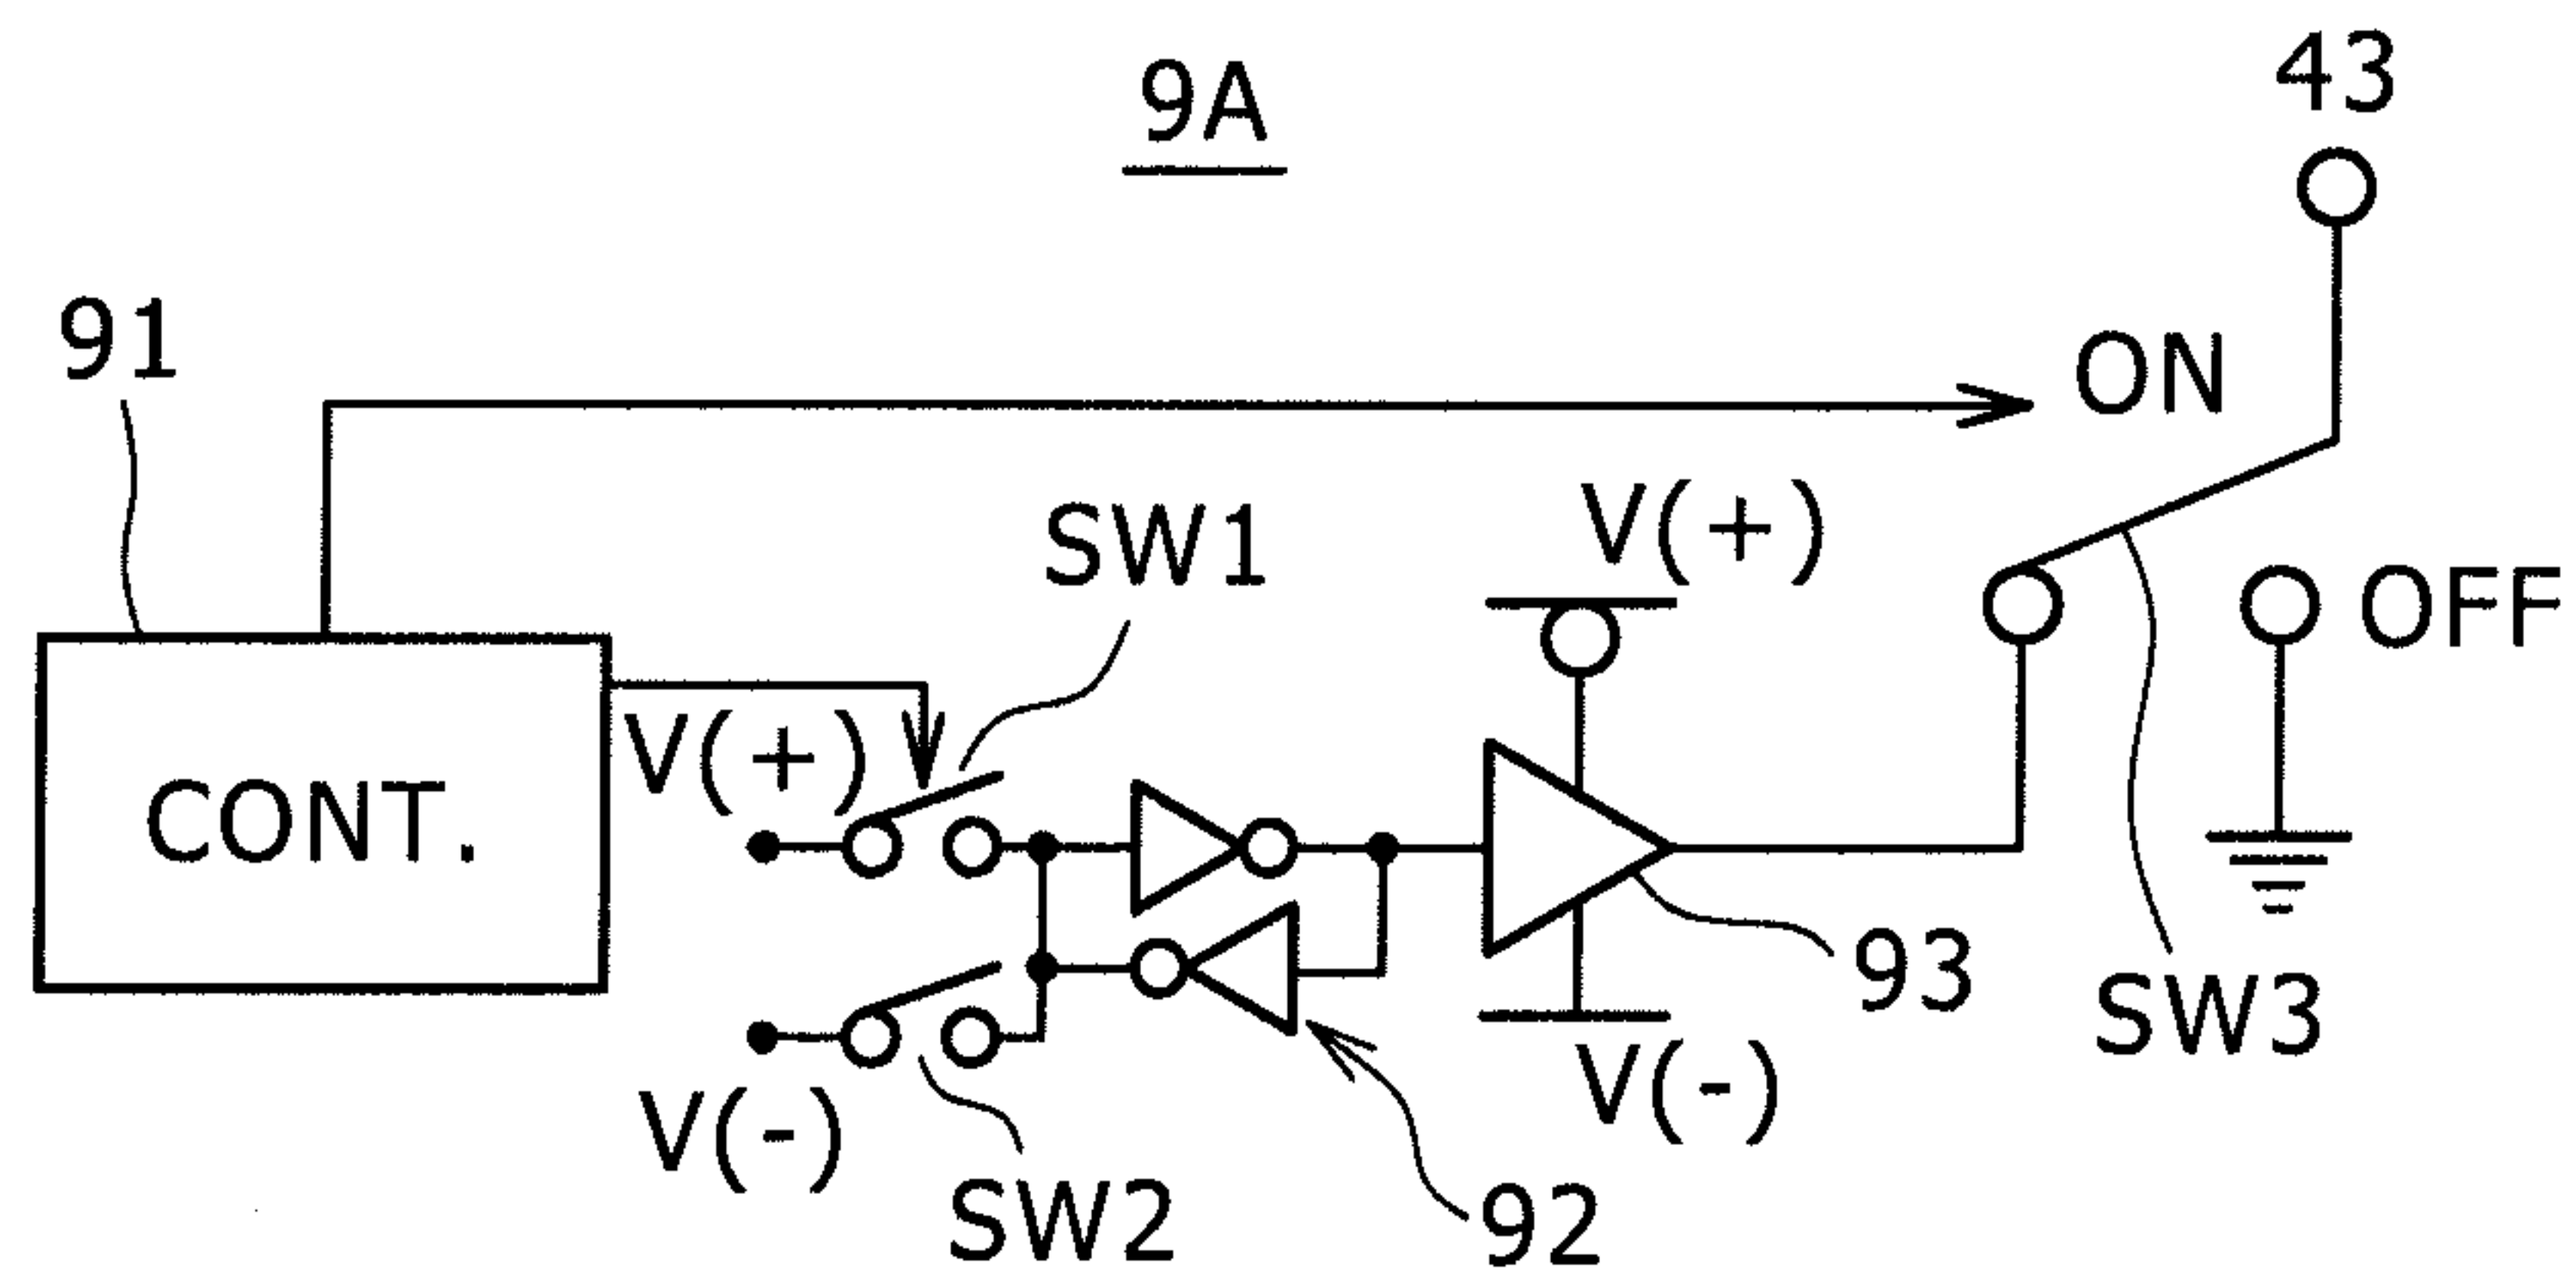 9A
43
91
ON
SW1
V(+)
OFF
V(+)
CONT.
93
SW3
V(-)
V(-)
SW2
92